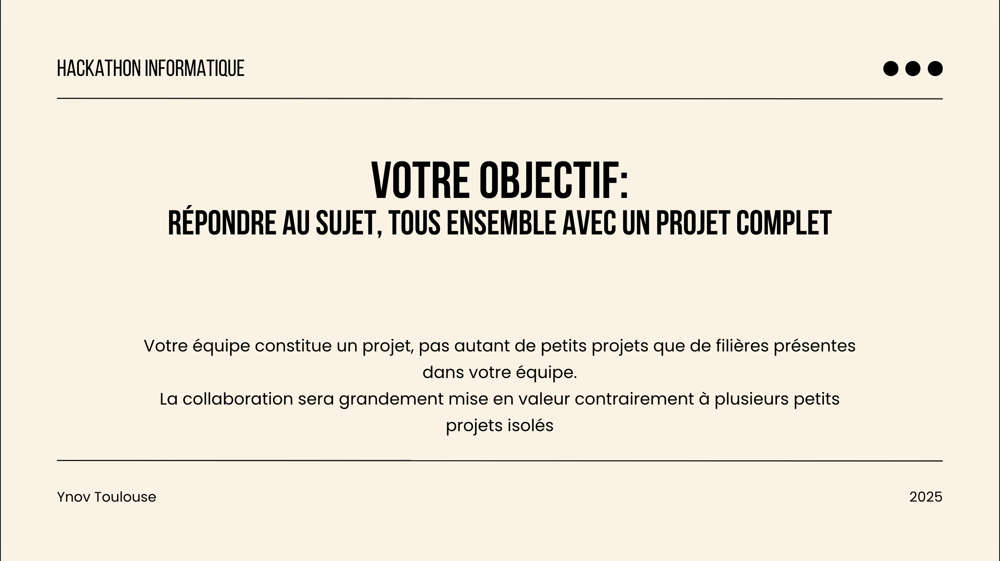 HACKATHON INFORMATIQUE
VOTRE OBJECTIF:
RÉPONDRE AU SUJET, TOUS ENSEMBLE AVEC UN PROJET COMPLET
Votre équipe constitue un projet, pas autant de petits projets que de filières présentes
dans votre équipe.
La collaboration sera grandement mise en valeur contrairement à plusieurs petits
projets isolés
Ynov Toulouse
2025